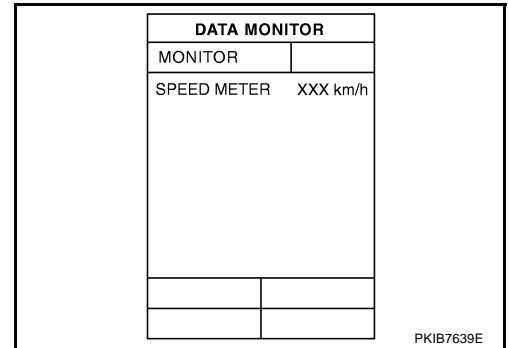 DATA MONITOR
MONITOR
SPEED METER XXX km/h
PKIB7639E